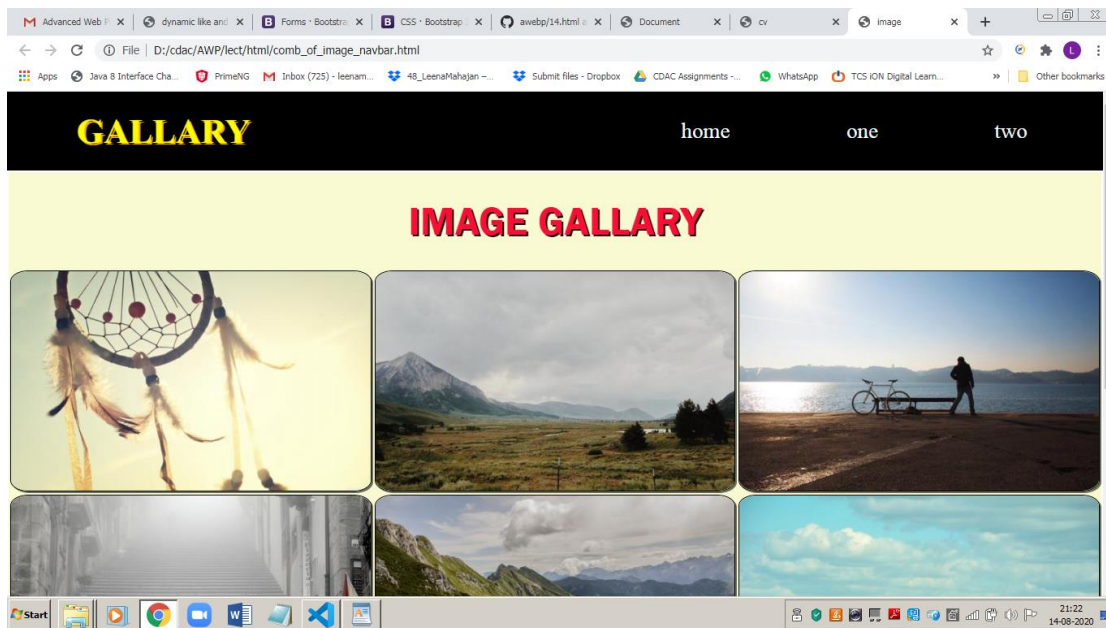 Advanced Web P
dynamic like and
Forms · Bootstra
CSS · Bootstrap
awebp/14.html a
Document
cv
image
File | D:/cdac/AWP/lect/html/comb_of_image_navbar.html
L
Apps
Java 8 Interface Cha...
PrimeNG
Inbox (725) - leenam...
48_LeenaMahajan –...
Submit files - Dropbox
CDAC Assignments -...
WhatsApp
TCS iON Digital Learn...
»
Other bookmarks
GALLARY
home
one
two
IMAGE GALLARY
Start
21:22
14-08-2020